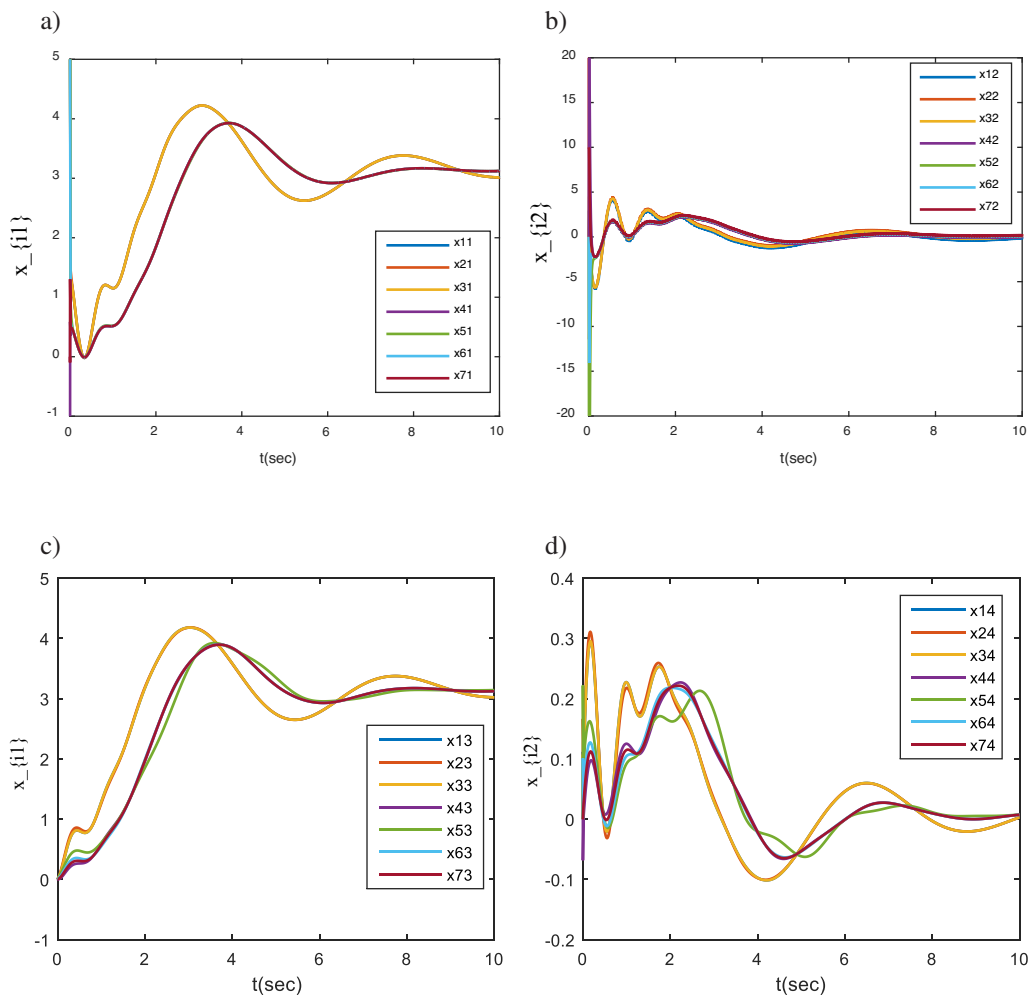 a)
5
4
3
2
1
0
-1
x_{i1}
0 2 4 6 8 10
t(sec)
x11
x21
x31
x41
x51
x61
x71
b)
20
15
10
5
0
-5
-10
-15
-20
x_{i2}
0 2 4 6 8 10
t(sec)
x12
x22
x32
x42
x52
x62
x72
c)
5
4
3
2
1
0
-1
x_{i1}
0 2 4 6 8 10
t(sec)
x13
x23
x33
x43
x53
x63
x73
d)
0.4
0.3
0.2
0.1
0
-0.1
-0.2
x_{i2}
0 2 4 6 8 10
t(sec)
x14
x24
x34
x44
x54
x64
x74